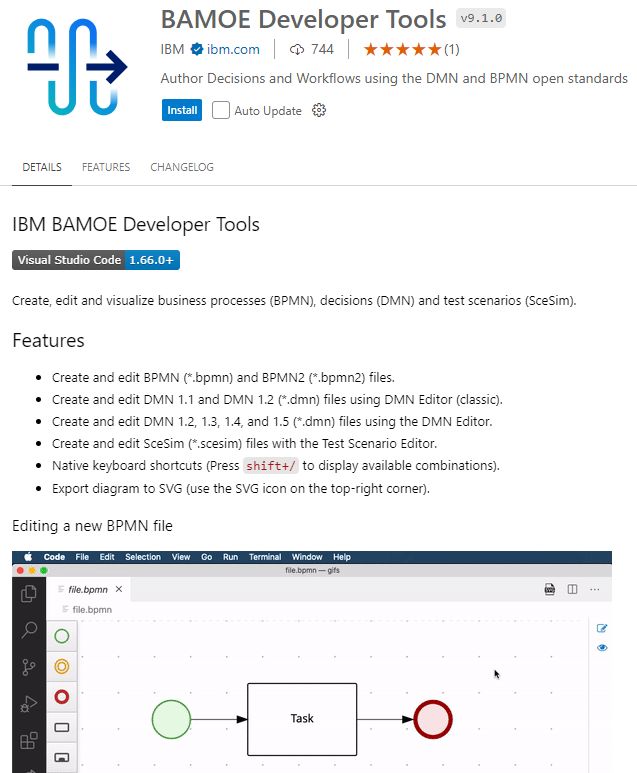 BAMOE Developer Tools v9.1.0
IBM ibm.com 744 (1)
Author Decisions and Workflows using the DMN and BPMN open standards
Install Auto Update
DETAILS FEATURES CHANGELOG
IBM BAMOE Developer Tools
Visual Studio Code 1.66.0+
Create, edit and visualize business processes (BPMN), decisions (DMN) and test scenarios (SceSim).
Features
• Create and edit BPMN (*.bpmn) and BPMN2 (*.bpmn2) files.
• Create and edit DMN 1.1 and DMN 1.2 (*.dmn) files using DMN Editor (classic).
• Create and edit DMN 1.2, 1.3, 1.4, and 1.5 (*.dmn) files using the DMN Editor.
• Create and edit SceSim (*.scesim) files with the Test Scenario Editor.
• Native keyboard shortcuts (Press shift+/ to display available combinations).
• Export diagram to SVG (use the SVG icon on the top-right corner).
Editing a new BPMN file
Code File Edit Selection View Go Run Terminal Window Help
file.bpmn — gifs
file.bpmn
file.bpmn
Task